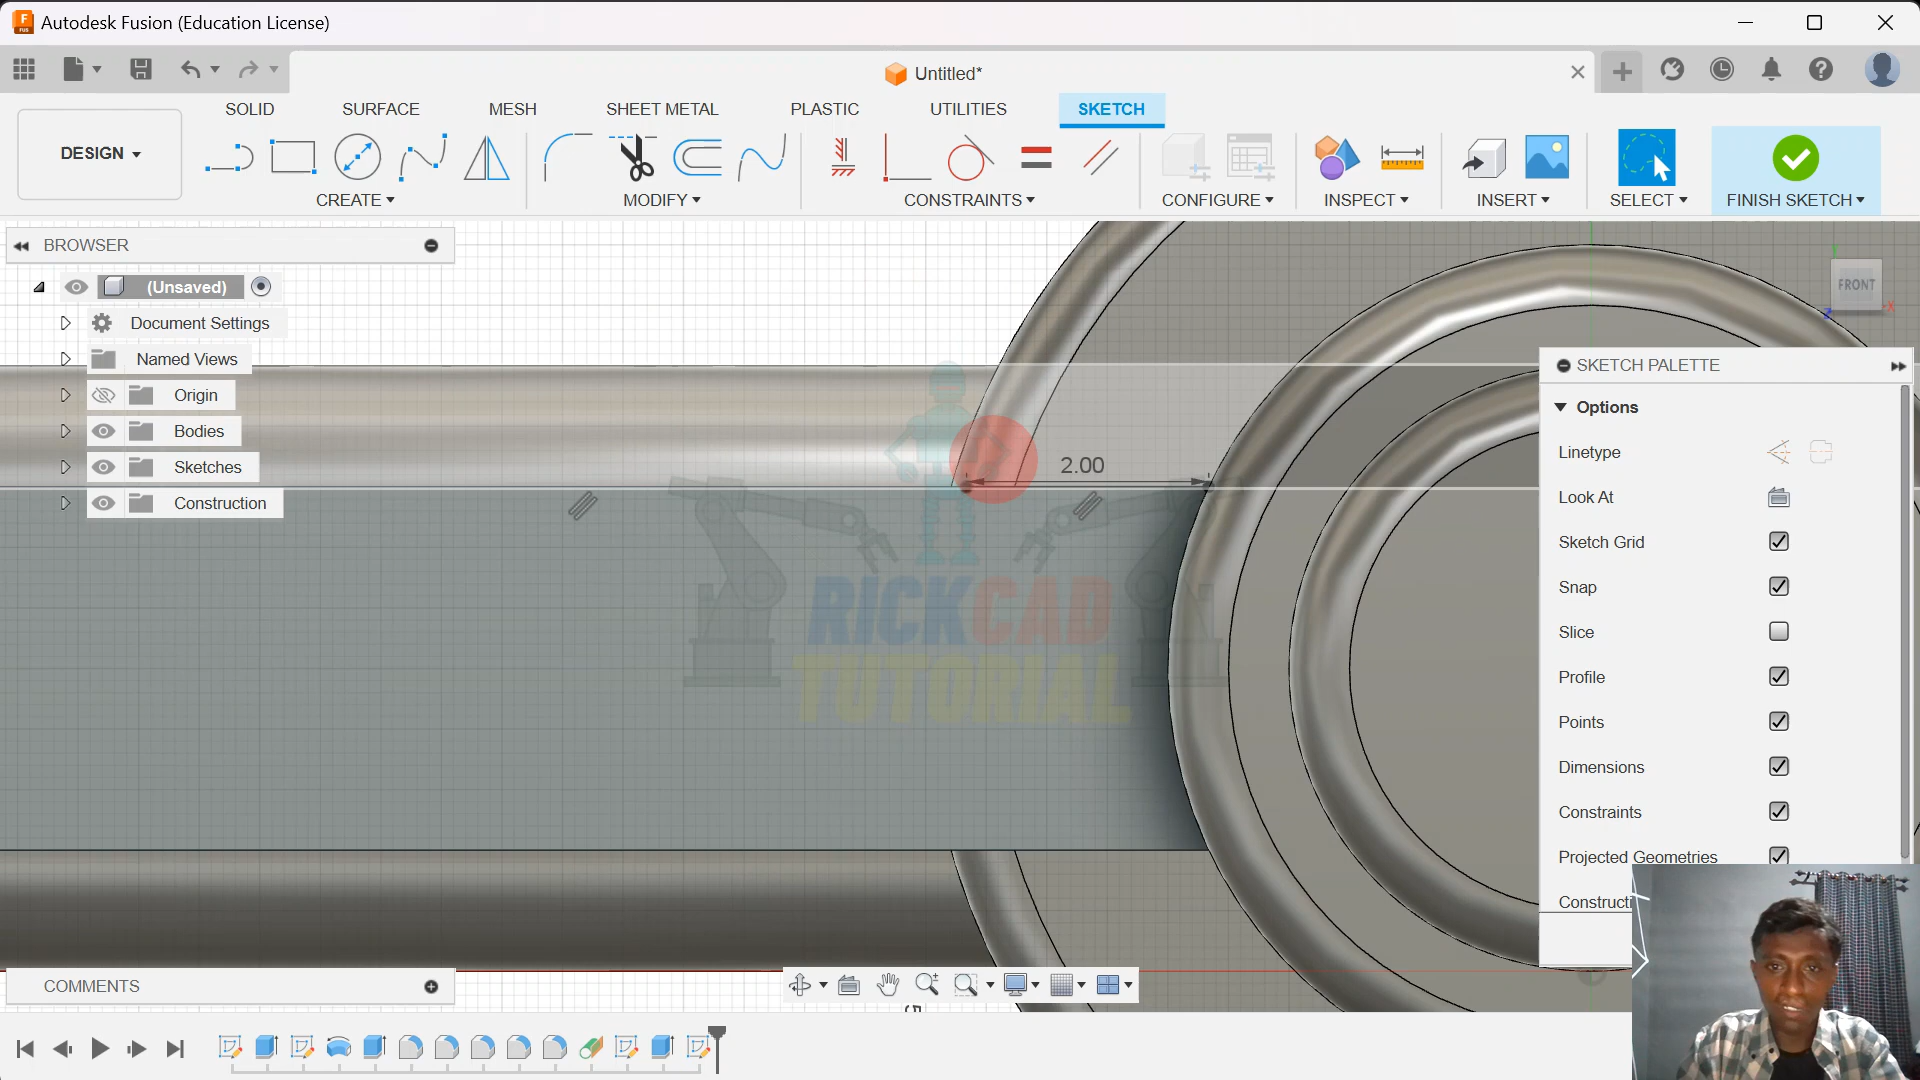 Autodesk Fusion (Education License)
Untitled*
SOLID SURFACE MESH SHEET METAL PLASTIC UTILITIES SKETCH
DESIGN
CREATE MODIFY CONSTRAINTS CONFIGURE INSPECT INSERT SELECT FINISH SKETCH
BROWSER
(Unsaved)
Document Settings
Named Views
Origin
Bodies
Sketches
Construction
FRONT
X
2.00
RICKCAD
TUTORIAL
SKETCH PALETTE
Options
Linetype
Look At
Sketch Grid
Snap
Slice
Profile
Points
Dimensions
Constraints
Projected Geometries
Constructi
COMMENTS